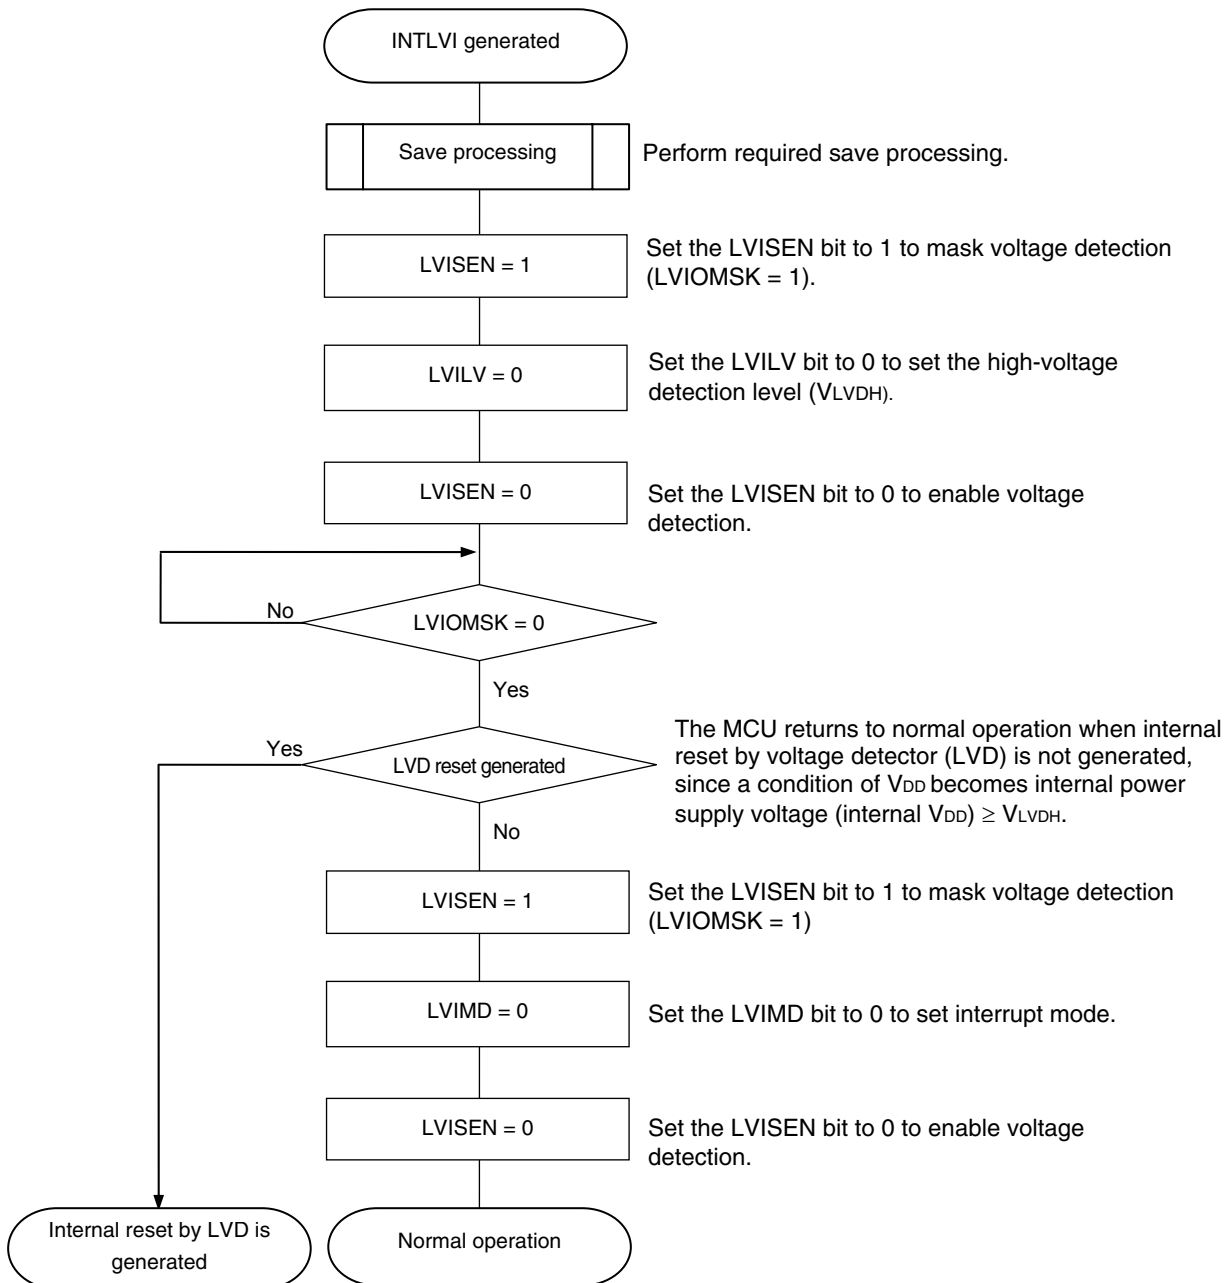 INTLVI generated
Save processing
Perform required save processing.
LVISEN = 1
Set the LVISEN bit to 1 to mask voltage detection
(LVIOMSK = 1).
LVILV = 0
Set the LVILV bit to 0 to set the high-voltage
detection level (VLVDH).
LVISEN = 0
Set the LVISEN bit to 0 to enable voltage
detection.
No
LVIOMSK = 0
Yes
Yes
LVD reset generated
The MCU returns to normal operation when internal
reset by voltage detector (LVD) is not generated,
since a condition of VDD becomes internal power
supply voltage (internal VDD) ≥ VLVDH.
No
LVISEN = 1
Set the LVISEN bit to 1 to mask voltage detection
(LVIOMSK = 1)
LVIMD = 0
Set the LVIMD bit to 0 to set interrupt mode.
LVISEN = 0
Set the LVISEN bit to 0 to enable voltage
detection.
Internal reset by LVD is
generated
Normal operation